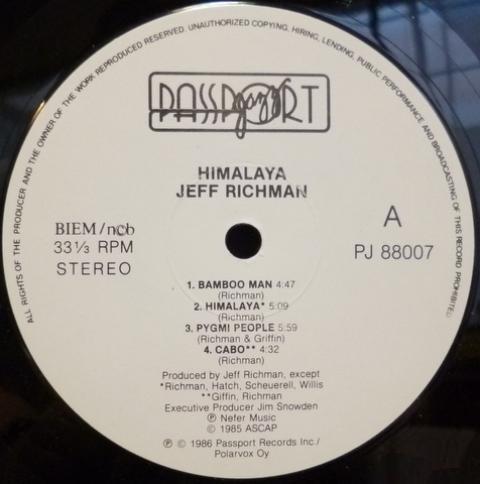 ALL RIGHTS OF THE PRODUCER AND THE OWNER OF THE WORK REPRODUCED RESERVED. UNAUTHORIZED COPYING, HIRING, LENDING, PUBLIC PERFORMANCE AND BROADCASTING OF THIS RECORD PROHIBITED
PASSPORT
jazz
HIMALAYA
JEFF RICHMAN
BIEM/ncb
33⅓ RPM
STEREO
A
PJ 88007
1. BAMBOO MAN 4:47
(Richman)
2. HIMALAYA* 5:09
(Richman)
3. PYGMI PEOPLE 5:59
(Richman & Griffin)
4. CABO** 4:32
(Richman)
Produced by Jeff Richman, except
*Richman, Hatch, Scheuerell, Willis
**Giffin, Richman
Executive Producer Jim Snowden
℗ Nefer Music
© 1985 ASCAP
℗ © 1986 Passport Records Inc./
Polarvox Oy